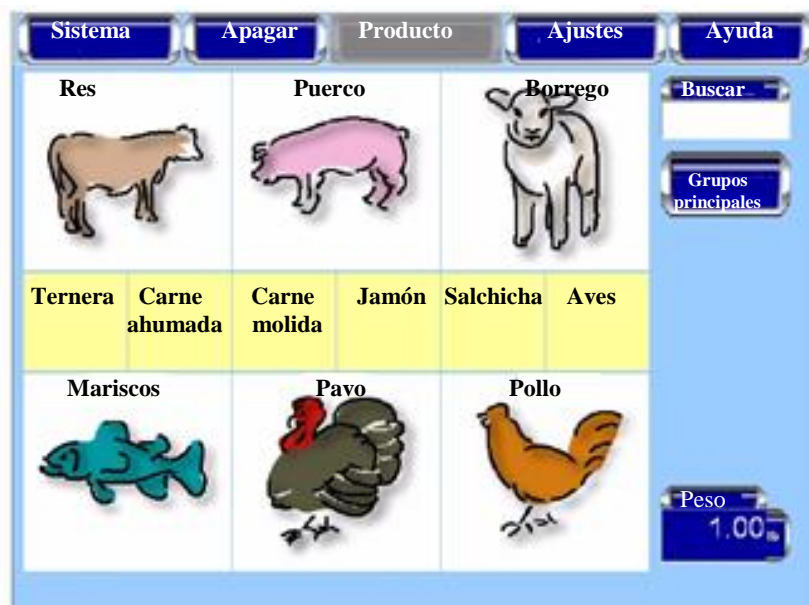 Sistema Apagar Producto Ajustes Ayuda
Res Puerco Borrego Buscar
Grupos
principales
Ternera Carne Carne Jamón Salchicha Aves
ahumada molida
Mariscos Pavo Pollo
Peso
1.00 lb